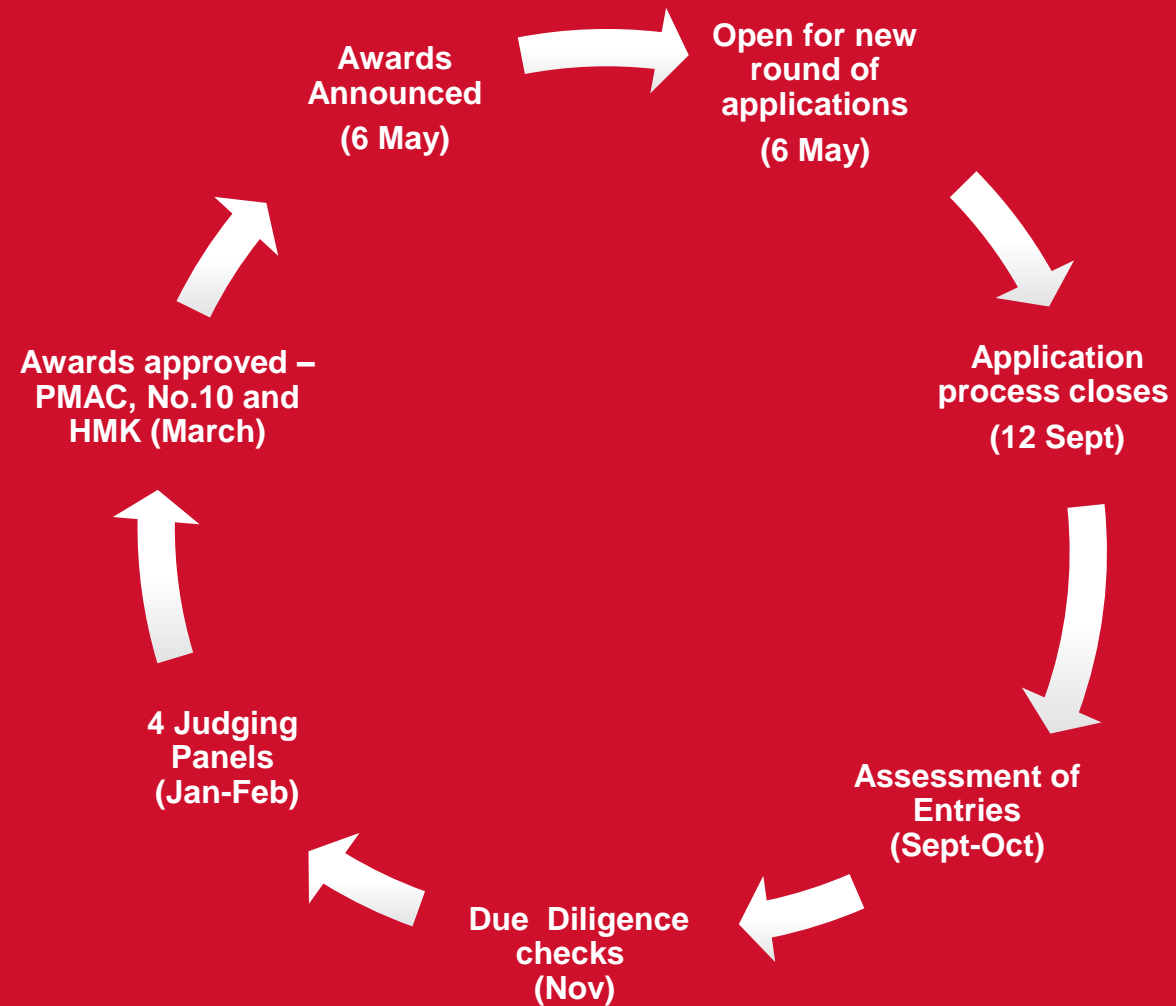 Awards
Announced
(6 May)
Open for new
round of
applications
(6 May)
Application
process closes
(12 Sept)
Assessment of
Entries
(Sept-Oct)
Due Diligence
checks
(Nov)
4 Judging
Panels
(Jan-Feb)
Awards approved –
PMAC, No.10 and
HMK (March)